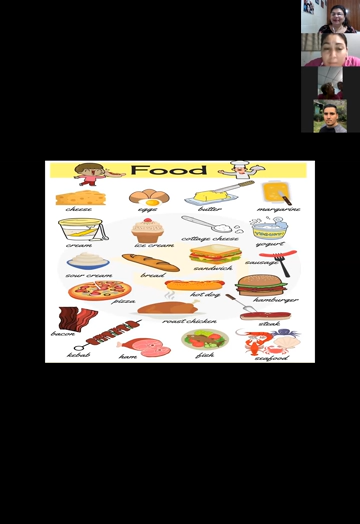 Food
cheese eggs butter margarine
cream ice cream cottage cheese yogurt
sour cream bread sandwich sausage
pizza hot dog hamburger
bacon roast chicken steak
kebab ham fish seafood